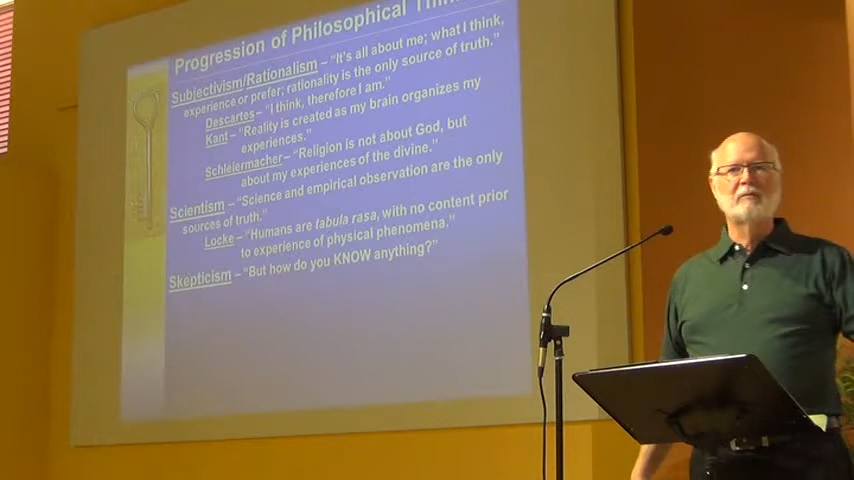 Progression of Philosophical
Subjectivism/Rationalism – "It's all about me; what I think,
experience or prefer; rationality is the only source of truth."
Descartes – "I think, therefore I am."
Kant – "Reality is created as my brain organizes my
experiences."
Schleiermacher – "Religion is not about God, but
about my experiences of the divine."
Scientism – "Science and empirical observation are the only
sources of truth."
Locke – "Humans are tabula rasa, with no content prior
to experience of physical phenomena."
Skepticism – "But how do you KNOW anything?"